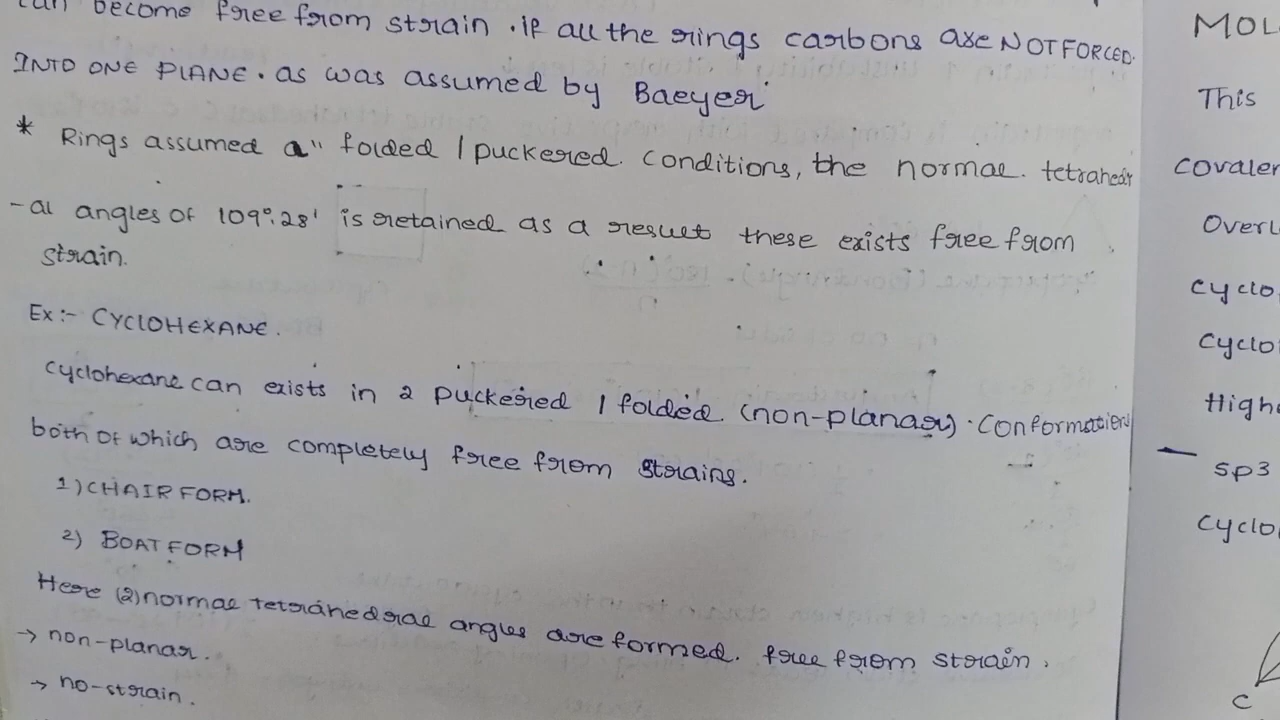 can become free from strain . if all the rings carbons are NOT FORCED.
INTO ONE PLANE . as was assumed by Baeyer
* Rings assumed a" folded / puckered. conditions, the normal. tetrahedr
-al angles of 109°.28' is retained as a result these exists free from
strain.
Ex :- CYCLOHEXANE.
Cyclohexane can exists in 2 puckered / folded (non-planar) . conformation
both of which are completely free from strains.
1) CHAIR FORM.
2) BOAT FORM
Here (2) normal tetrahedral angles are formed. free from strain .
→ non-planar.
→ no-strain.
MOL
This
covaler
Overl
cyclo
cyclo
High
sp3
cyclo
C